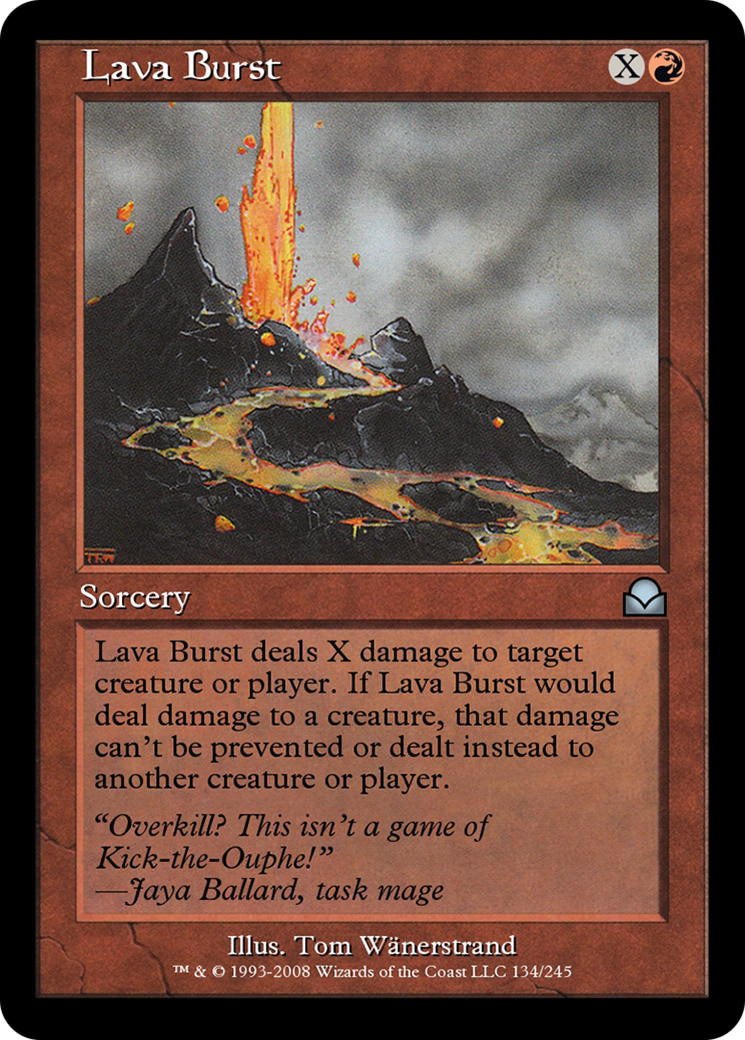 Lava Burst X
TRW
Sorcery
Lava Burst deals X damage to target
creature or player. If Lava Burst would
deal damage to a creature, that damage
can't be prevented or dealt instead to
another creature or player.
“Overkill? This isn't a game of
Kick-the-Ouphe!”
—Jaya Ballard, task mage
Illus. Tom Wänerstrand
™ & © 1993-2008 Wizards of the Coast LLC 134/245